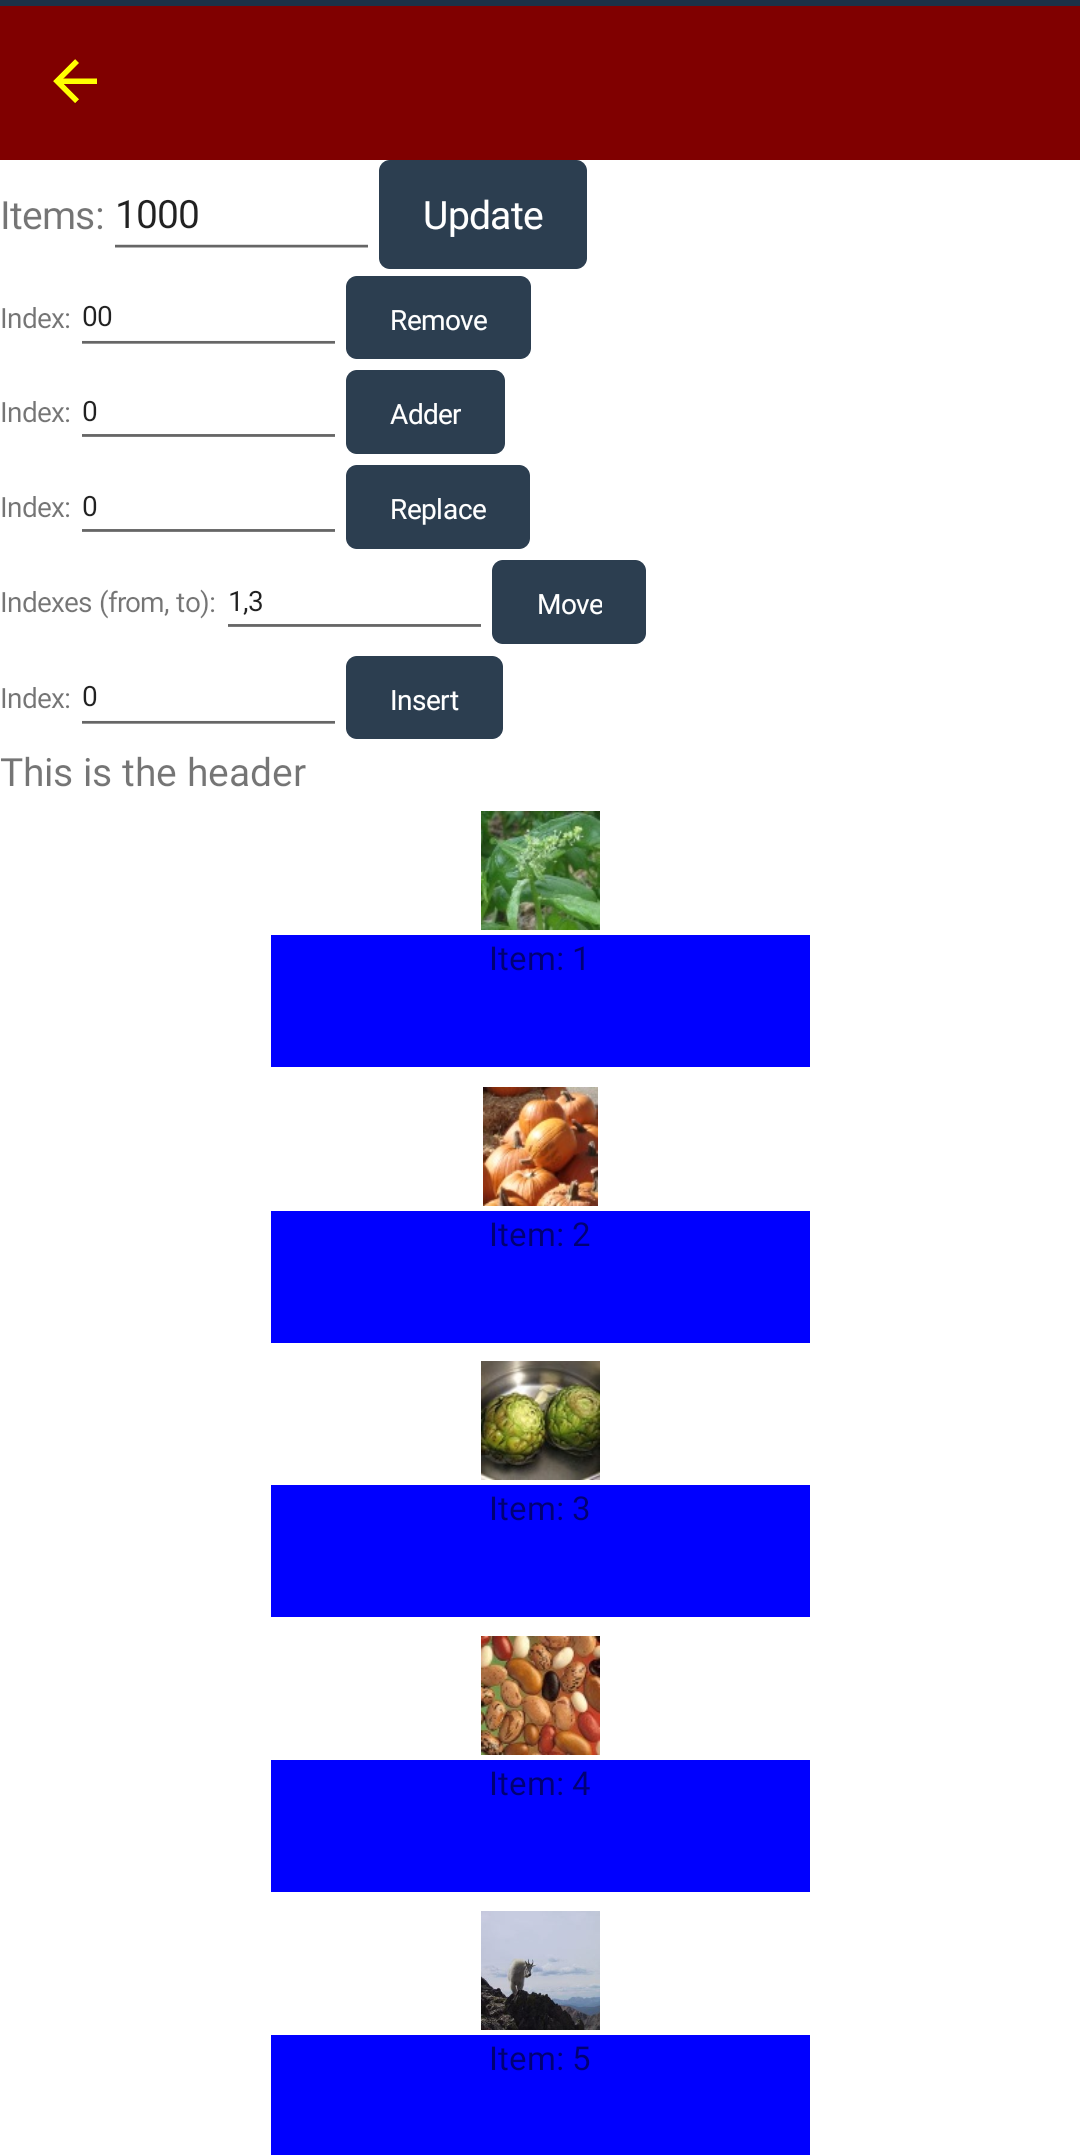 Items: 1000 Update
Index: 00 Remove
Index: 0 Adder
Index: 0 Replace
Indexes (from, to): 1,3 Move
Index: 0 Insert
This is the header
Item: 1
Item: 2
Item: 3
Item: 4
Item: 5